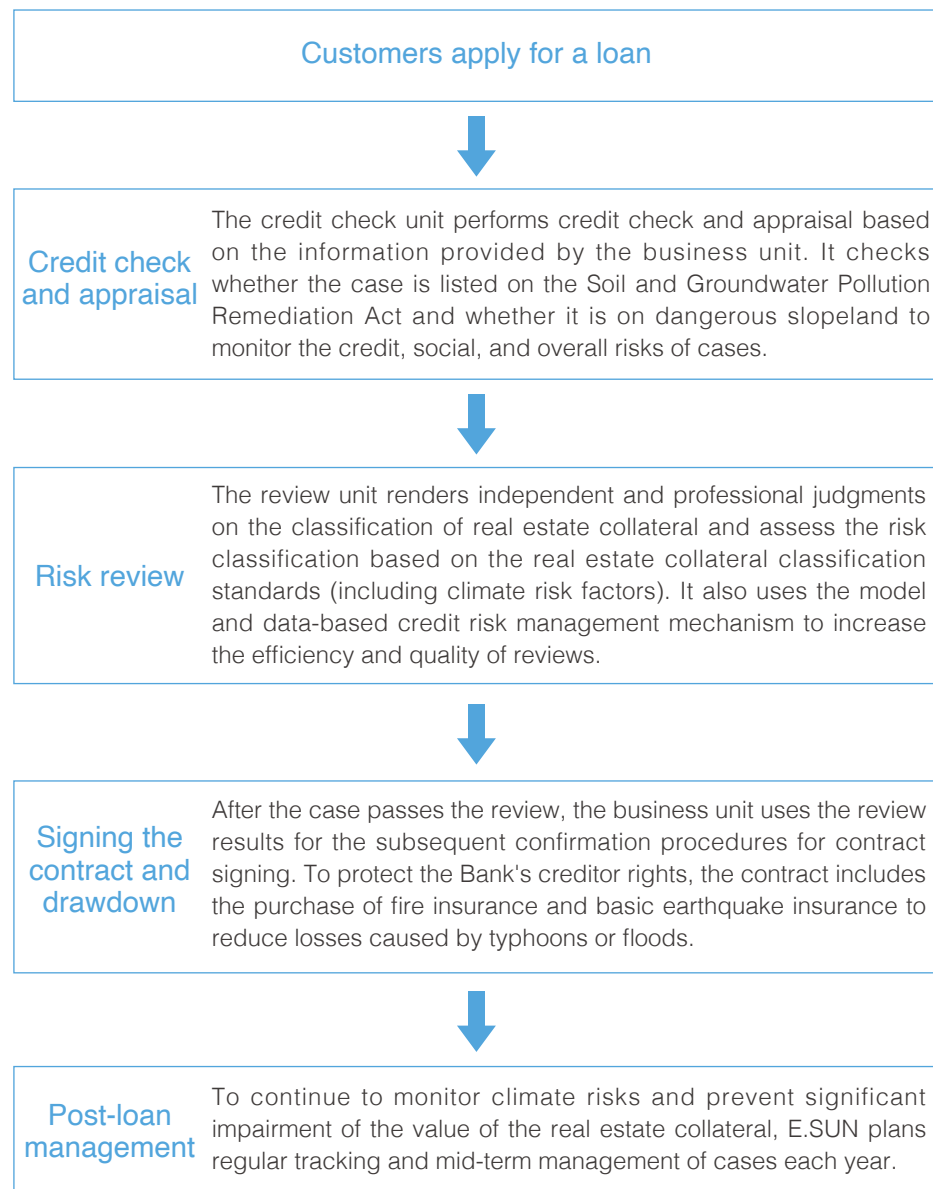 Customers apply for a loan
Credit check
and appraisal
The credit check unit performs credit check and appraisal based
on the information provided by the business unit. It checks
whether the case is listed on the Soil and Groundwater Pollution
Remediation Act and whether it is on dangerous slopeland to
monitor the credit, social, and overall risks of cases.
Risk review
The review unit renders independent and professional judgments
on the classification of real estate collateral and assess the risk
classification based on the real estate collateral classification
standards (including climate risk factors). It also uses the model
and data-based credit risk management mechanism to increase
the efficiency and quality of reviews.
Signing the
contract and
drawdown
After the case passes the review, the business unit uses the review
results for the subsequent confirmation procedures for contract
signing. To protect the Bank's creditor rights, the contract includes
the purchase of fire insurance and basic earthquake insurance to
reduce losses caused by typhoons or floods.
Post-loan
management
To continue to monitor climate risks and prevent significant
impairment of the value of the real estate collateral, E.SUN plans
regular tracking and mid-term management of cases each year.